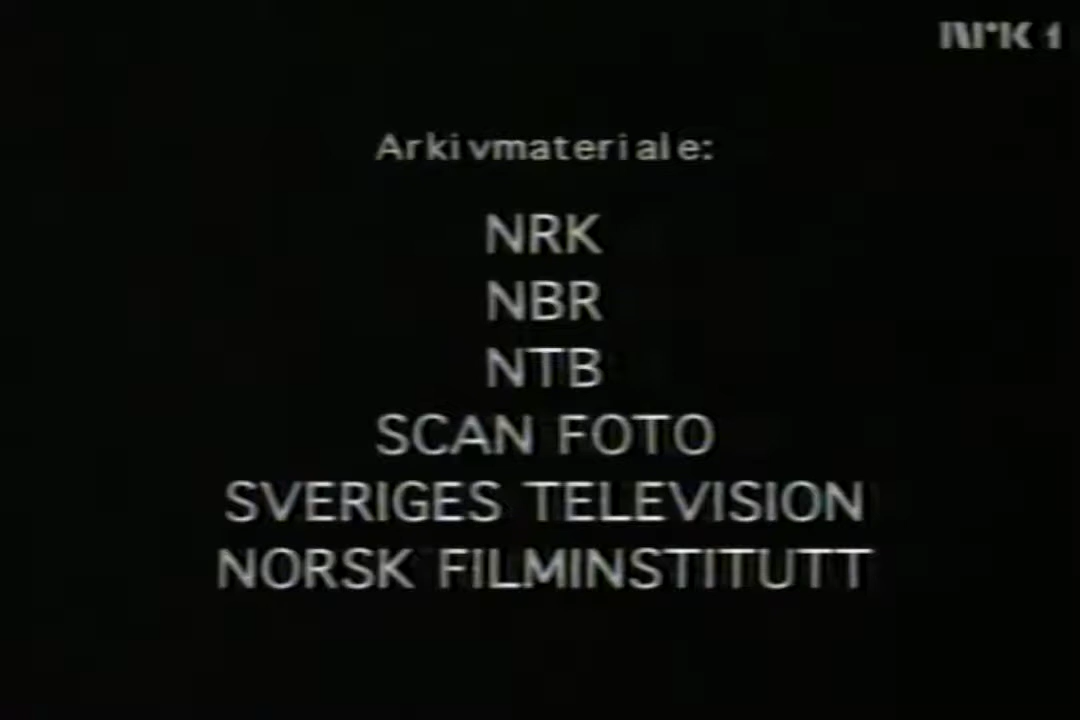 NRK 1
Arkivmateriale:
NRK
NBR
NTB
SCAN FOTO
SVERIGES TELEVISION
NORSK FILMINSTITUTT